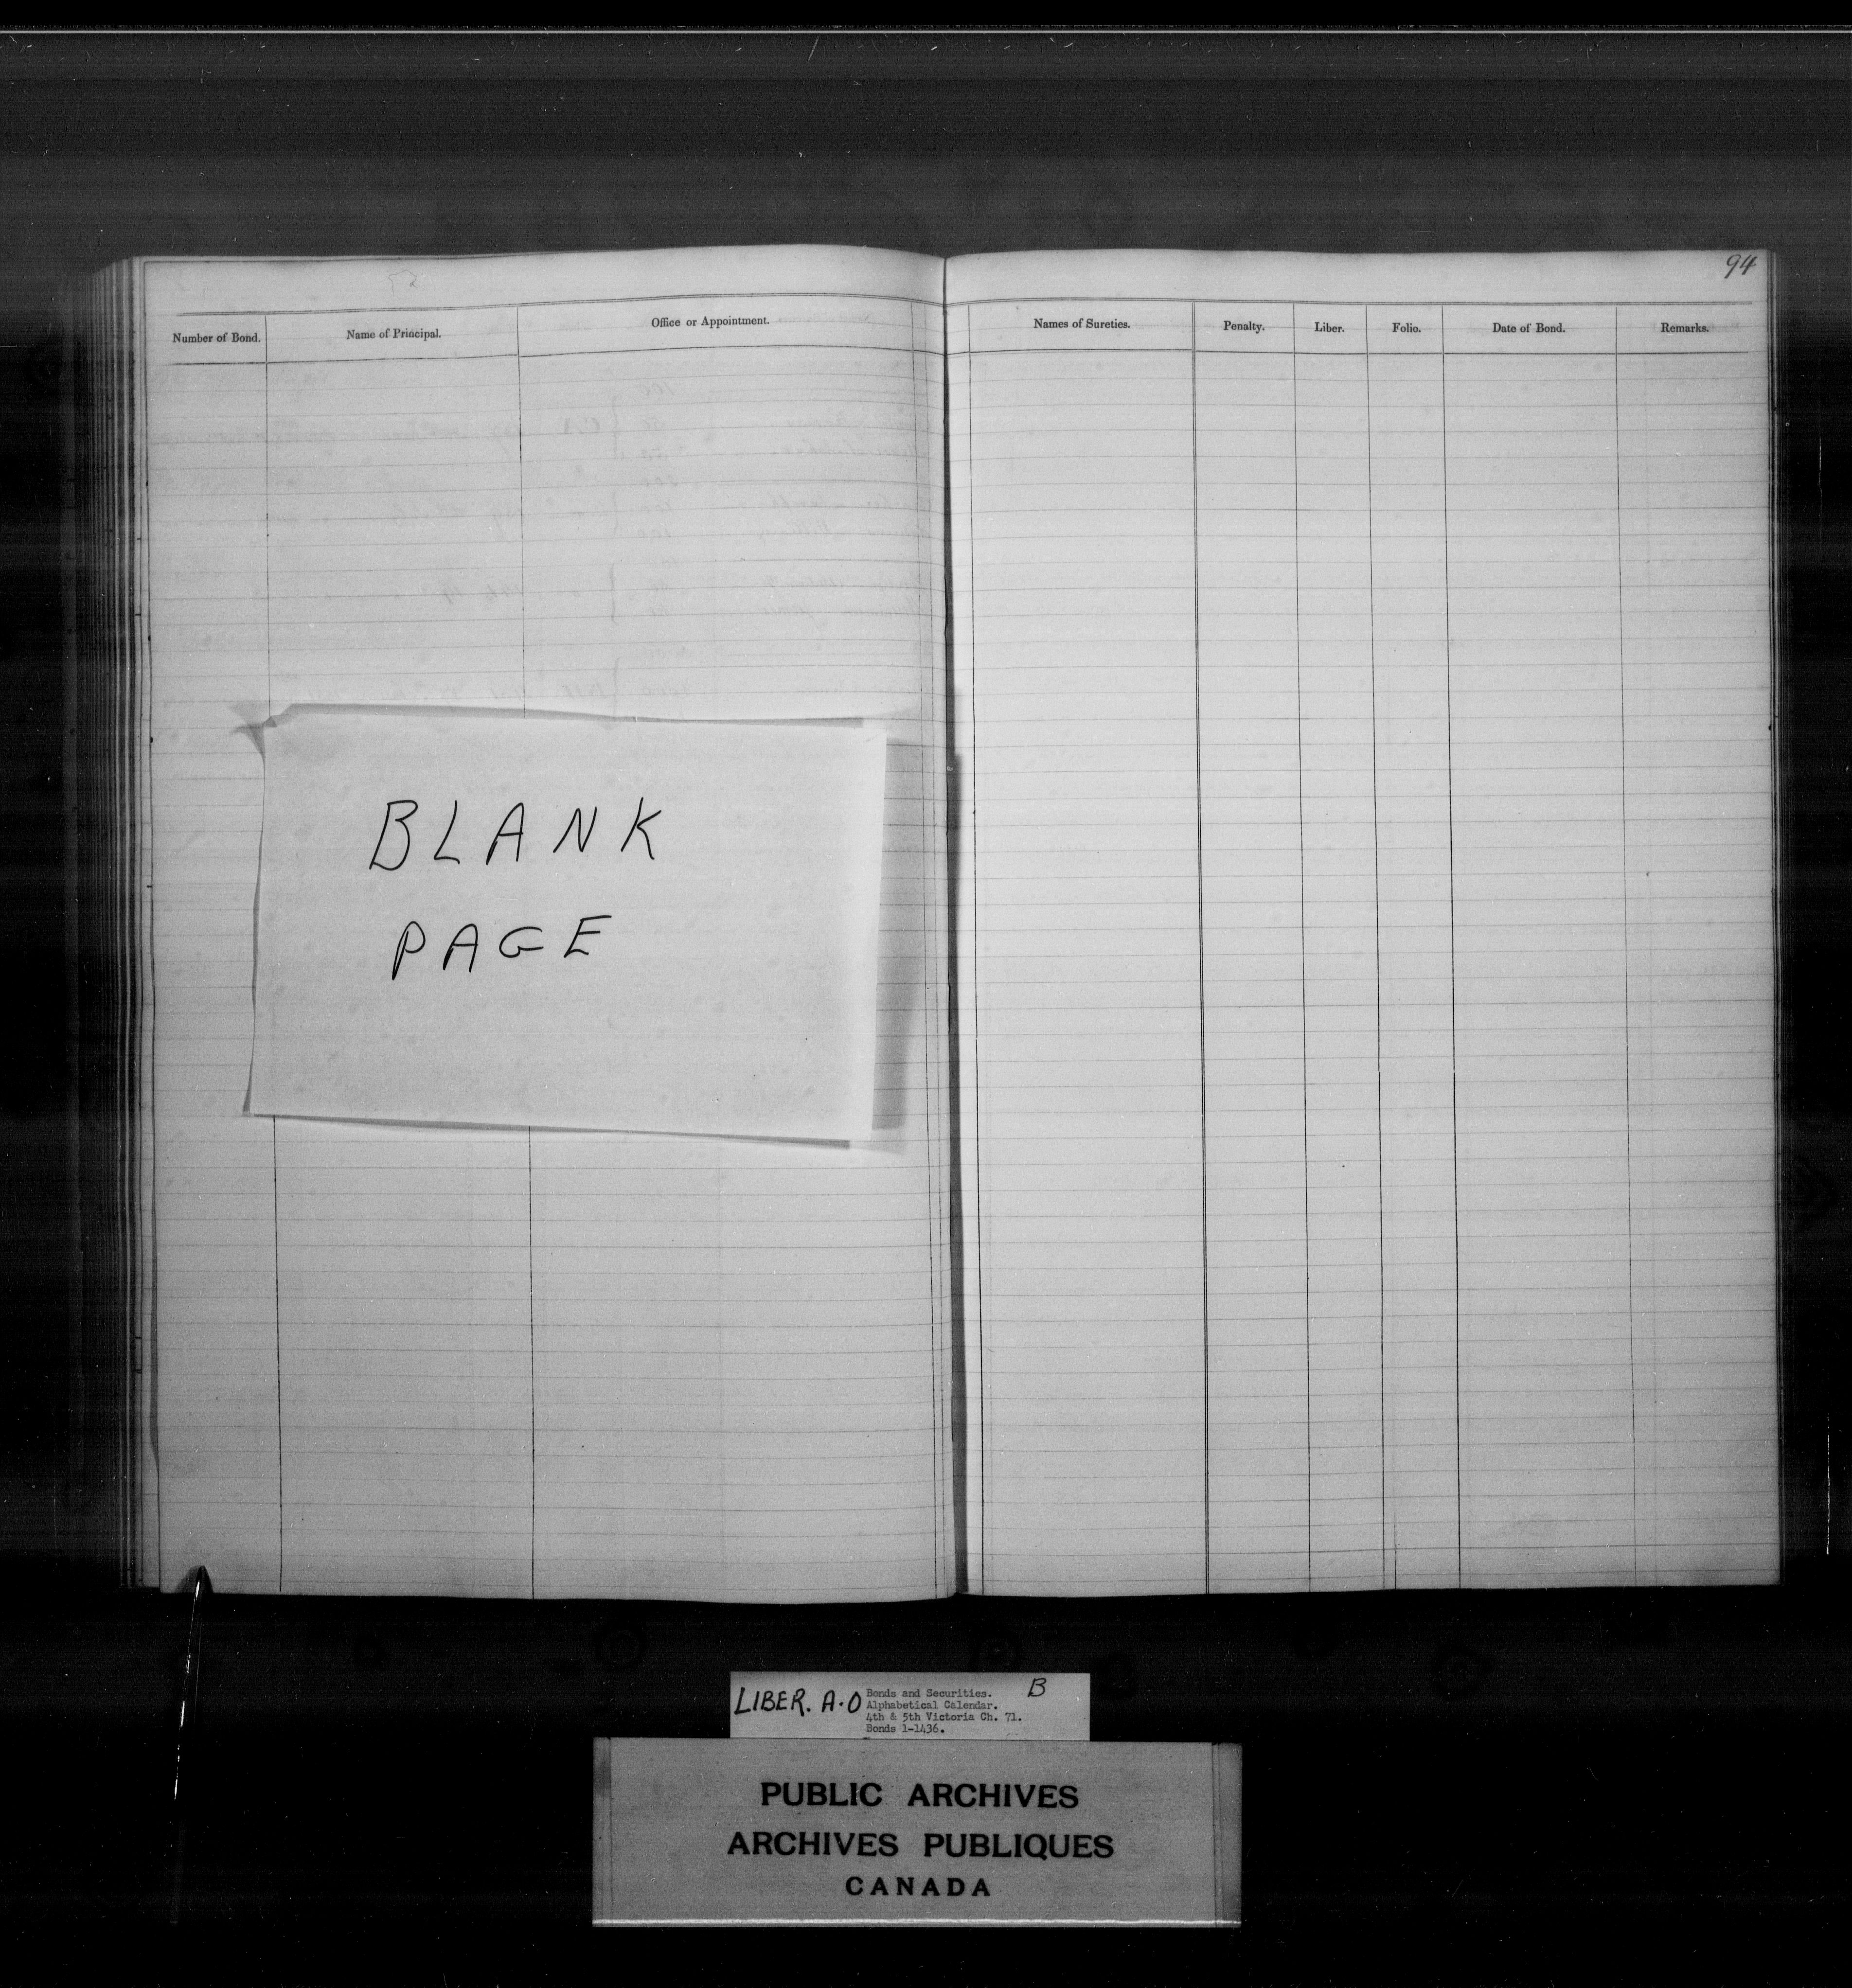 94
Number of Bond. Name of Principal. Office or Appointment. Names of Sureties. Penalty. Liber. Folio. Date of Bond. Remarks.
BLANK
PAGE
LIBER. A-O
Bonds and Securities.
Alphabetical Calendar.
4th & 5th Victoria Ch. 71.
Bonds 1-1436.
B
PUBLIC ARCHIVES
ARCHIVES PUBLIQUES
CANADA